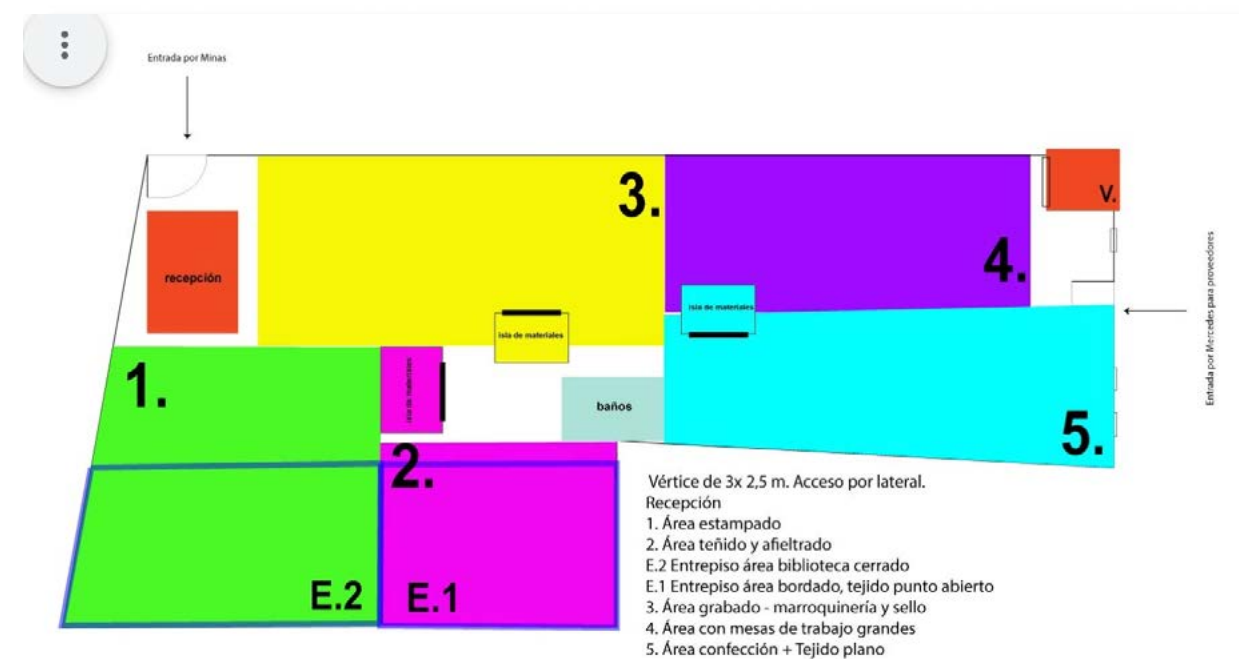 Entrada por Minas
3.
V.
4.
recepción
isla de materiales
isla de materiales
Entrada por Mercedes para proveedores
1.
isla de materiales
baños
5.
2.
E.2
E.1
Vértice de 3x 2,5 m. Acceso por lateral.
Recepción
1. Área estampado
2. Área teñido y afieltrado
E.2 Entrepiso área biblioteca cerrado
E.1 Entrepiso área bordado, tejido punto abierto
3. Área grabado - marroquinería y sello
4. Área con mesas de trabajo grandes
5. Área confección + Tejido plano